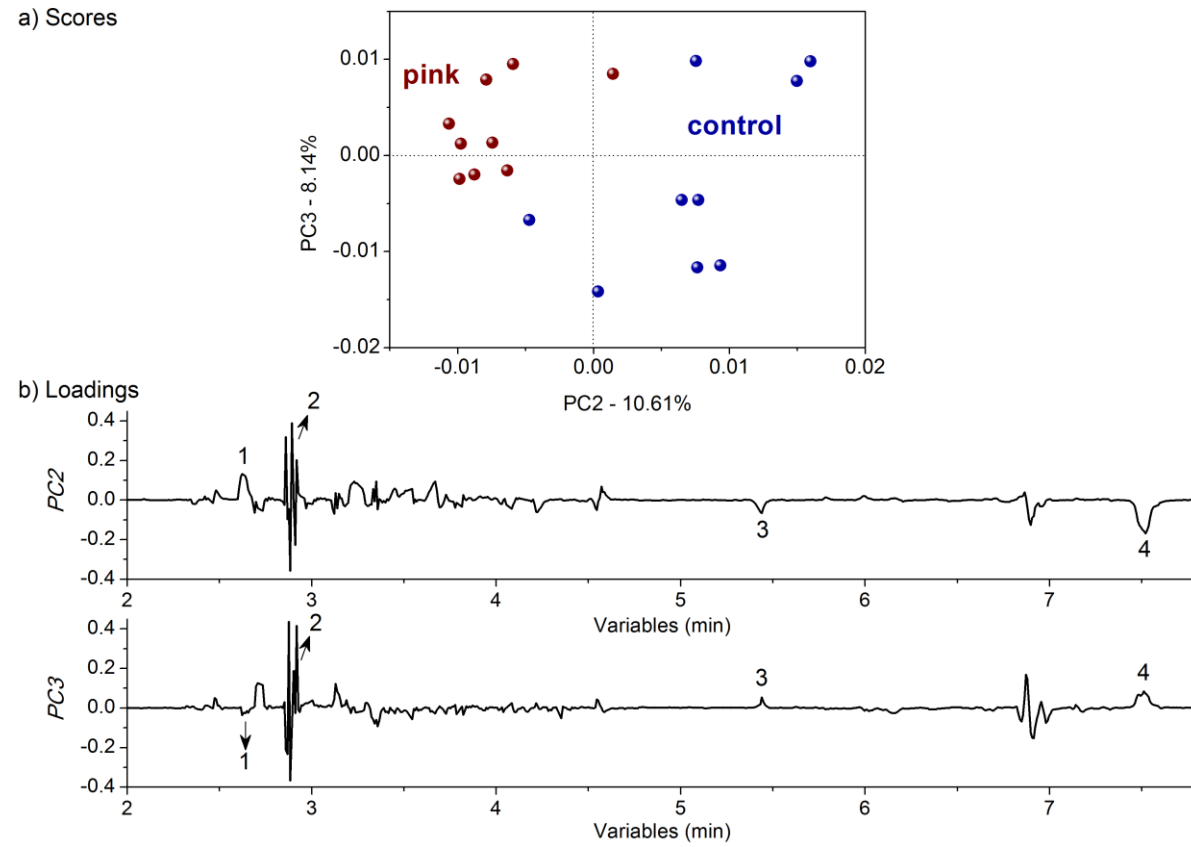 a) Scores
pink
control
0.01
0.00
-0.01
-0.02
PC3 - 8.14%
-0.01 0.00 0.01 0.02
PC2 - 10.61%
b) Loadings
0.4
0.2
0.0
-0.2
-0.4
PC2
1
2
3
4
2 3 4 5 6 7
Variables (min)
0.4
0.2
0.0
-0.2
-0.4
PC3
1
2
3
4
2 3 4 5 6 7
Variables (min)